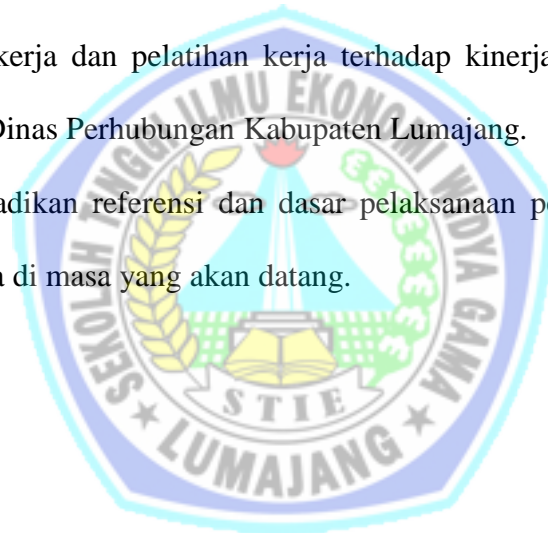 kerja dan pelatihan kerja terhadap kinerja
Dinas Perhubungan Kabupaten Lumajang.
adikan referensi dan dasar pelaksanaan pe
a di masa yang akan datang.
SEKOLAH TINGGI ILMU EKONOMI WIDYA GAMA
STIE
LUMAJANG